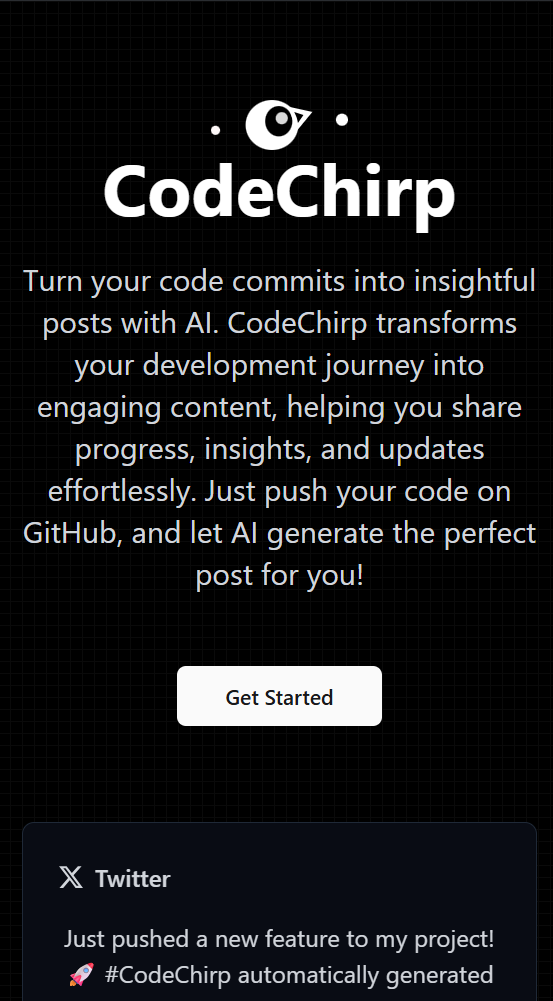 CodeChirp
Turn your code commits into insightful
posts with AI. CodeChirp transforms
your development journey into
engaging content, helping you share
progress, insights, and updates
effortlessly. Just push your code on
GitHub, and let AI generate the perfect
post for you!
Get Started
Twitter
Just pushed a new feature to my project!
🚀 #CodeChirp automatically generated